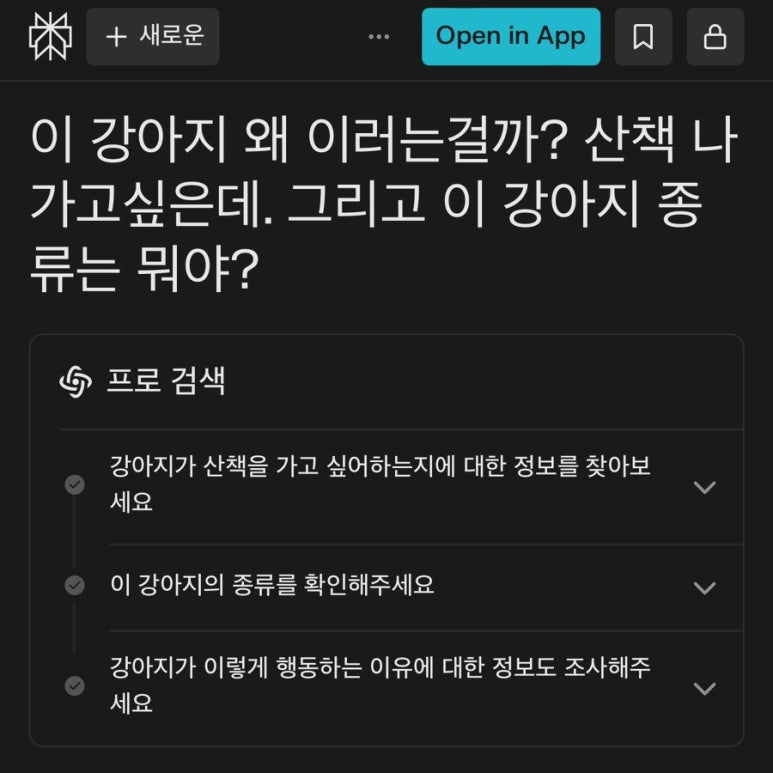 + 새로운
Open in App
이 강아지 왜 이러는걸까? 산책 나
가고싶은데. 그리고 이 강아지 종
류는 뭐야?
프로 검색
강아지가 산책을 가고 싶어하는지에 대한 정보를 찾아보
세요
이 강아지의 종류를 확인해주세요
강아지가 이렇게 행동하는 이유에 대한 정보도 조사해주
세요